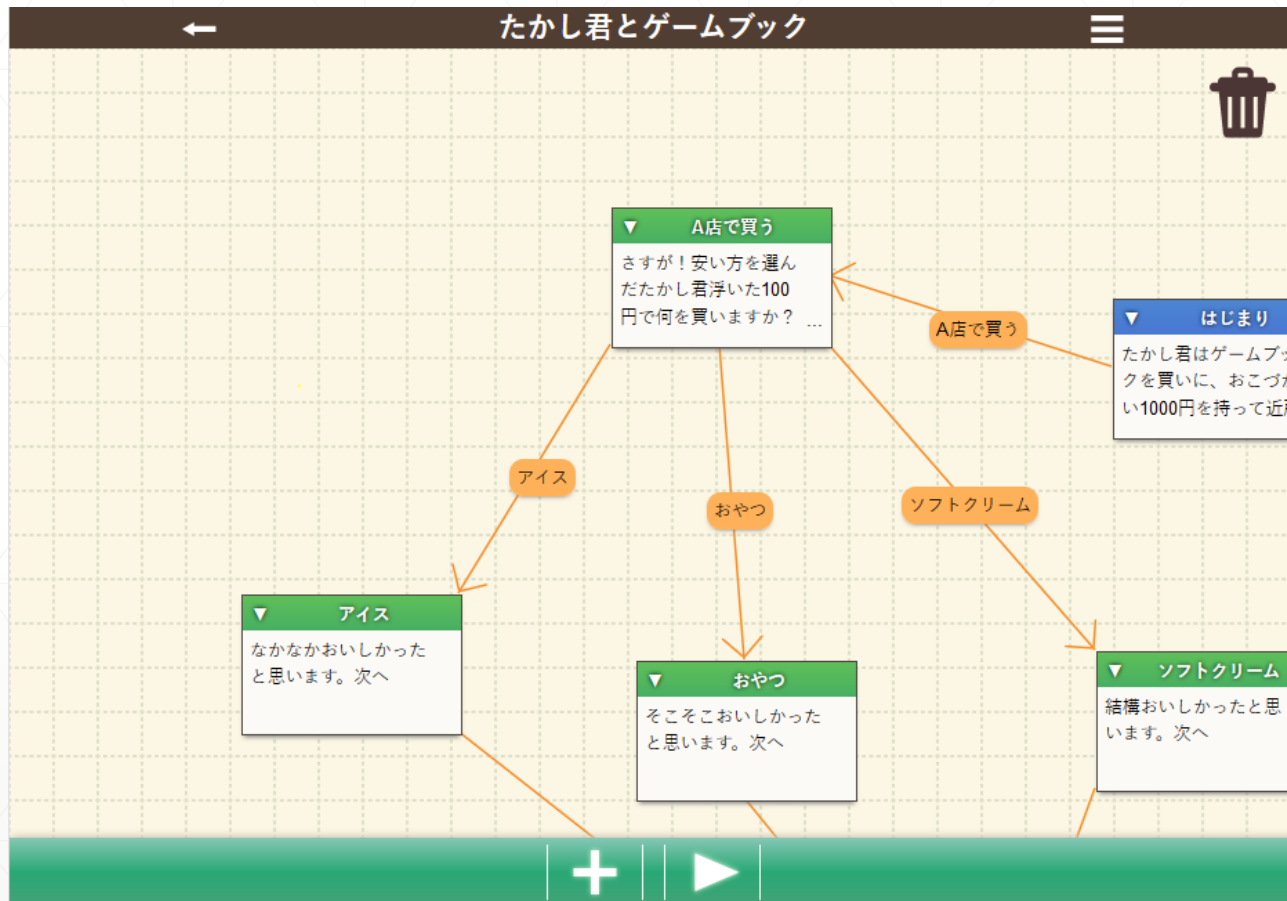 たかし君とゲームブック
▼ A店で買う
さすが！安い方を選ん
だたかし君浮いた100
円で何を買いますか？ ...
A店で買う
▼ はじまり
たかし君はゲームブッ
クを買いに、おこづか
い1000円を持って近所
アイス
おやつ
ソフトクリーム
▼ アイス
なかなかおいしかった
と思います。次へ
▼ おやつ
そこそこおいしかった
と思います。次へ
▼ ソフトクリーム
結構おいしかったと思
います。次へ